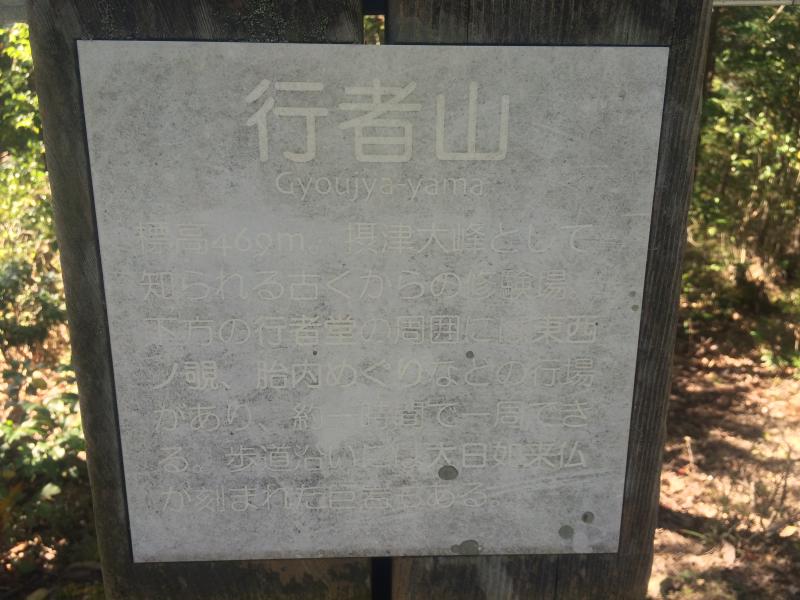 行者山
Gyoujya-yama
標高469m。摂津大峰として
知られる古くからの修験場。
下方の行者堂の周囲に、東西
ノ覗、胎内めぐりなどの行場
があり、約一時間で一周でき
る。歩道沿いには大日如来仏
が刻まれた巨岩もある。